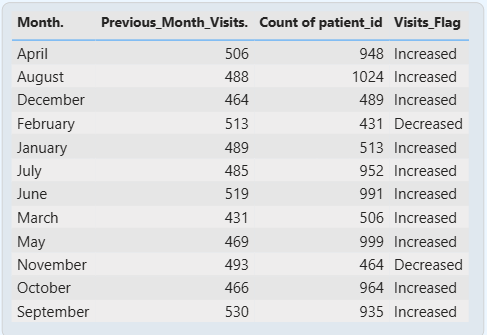 Month. Previous_Month_Visits. Count of patient_id Visits_Flag
April 506 948 Increased
August 488 1024 Increased
December 464 489 Increased
February 513 431 Decreased
January 489 513 Increased
July 485 952 Increased
June 519 991 Increased
March 431 506 Increased
May 469 999 Increased
November 493 464 Decreased
October 466 964 Increased
September 530 935 Increased